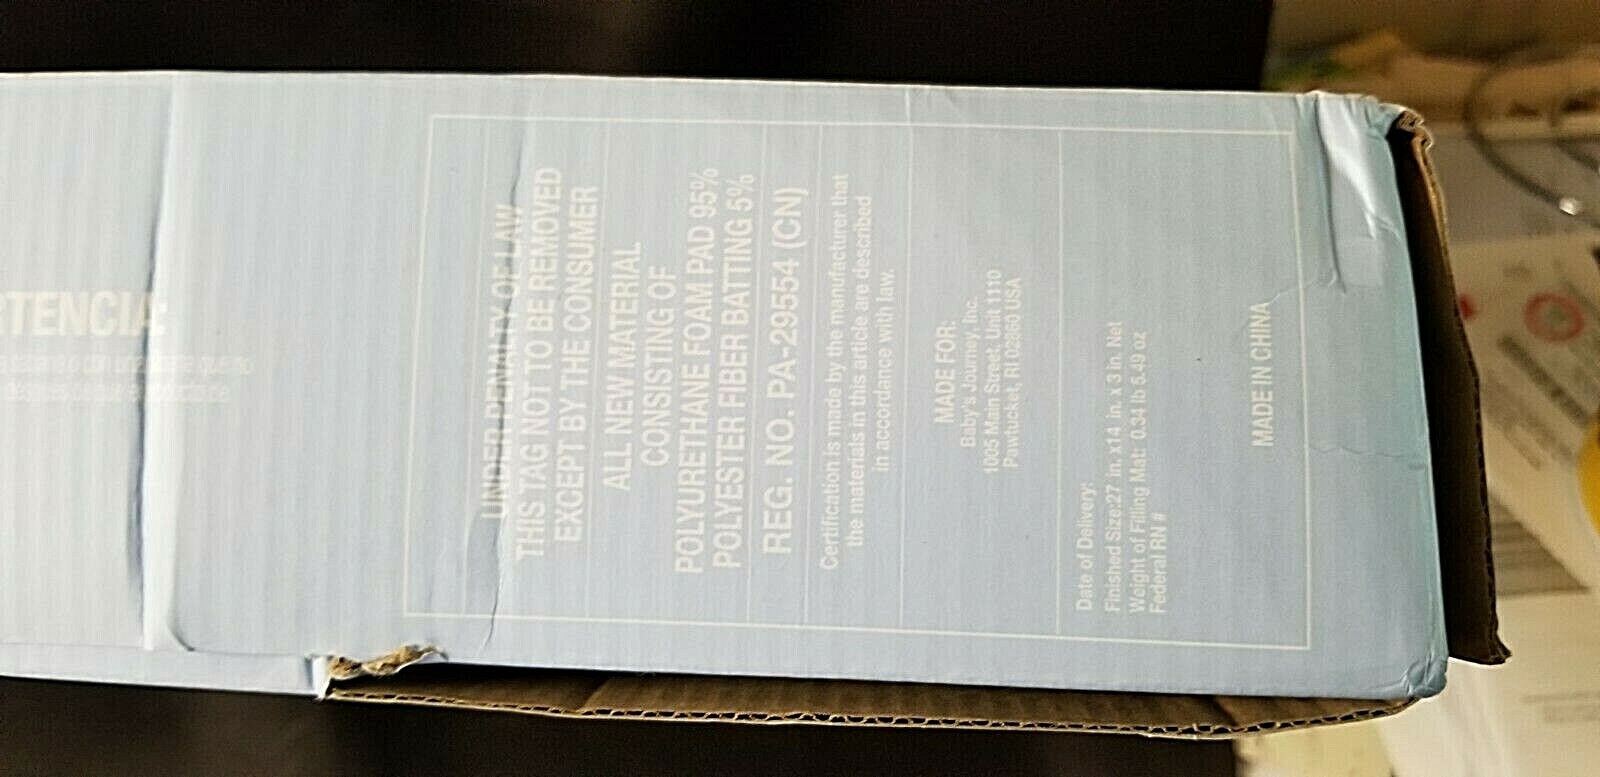 RTENCIA:
UNDER PENALTY OF LAW
THIS TAG NOT TO BE REMOVED
EXCEPT BY THE CONSUMER
ALL NEW MATERIAL
CONSISTING OF
POLYURETHANE FOAM PAD 95%
POLYESTER FIBER BATTING 5%
REG. NO. PA-29554 (CN)
Certification is made by the manufacturer that
the materials in this article are described
in accordance with law.
MADE FOR:
Baby's Journey, Inc.
1005 Main Street, Unit 1110
Pawtucket, RI 02860 USA
Date of Delivery:
Finished Size:27 in. x14 in. x 3 in. Net
Weight of Filling Mat: 0.34 lb 5.49 oz
Federal RN #
MADE IN CHINA